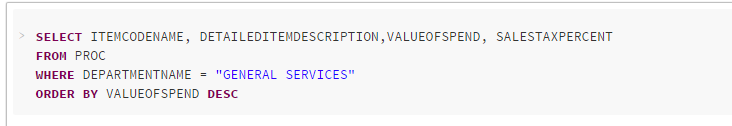 SELECT ITEMCODENAME, DETAILEDITEMDESCRIPTION,VALUEOFSPEND, SALESTAXPERCENT
FROM PROC
WHERE DEPARTMENTNAME = "GENERAL SERVICES"
ORDER BY VALUEOFSPEND DESC